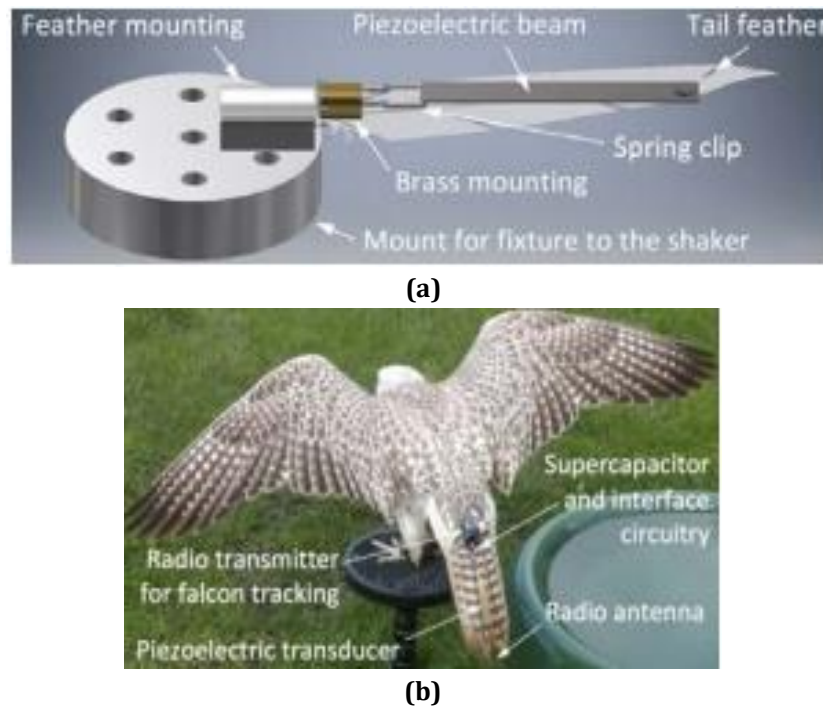 Feather mounting
Piezoelectric beam
Tail feather
Spring clip
Brass mounting
Mount for fixture to the shaker
(a)
Supercapacitor
and interface
circuitry
Radio transmitter
for falcon tracking
Radio antenna
Piezoelectric transducer
(b)